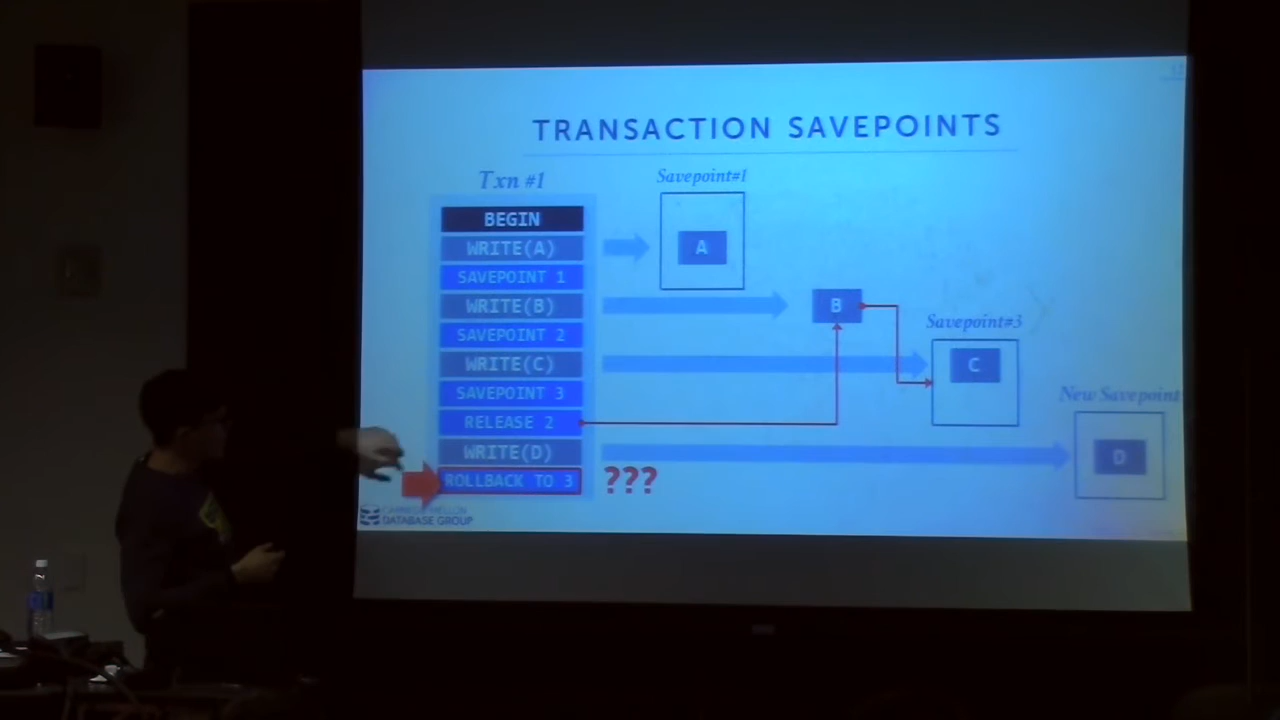 TRANSACTION SAVEPOINTS
Txn #1
BEGIN
WRITE(A)
SAVEPOINT 1
WRITE(B)
SAVEPOINT 2
WRITE(C)
SAVEPOINT 3
RELEASE 2
WRITE(D)
ROLLBACK TO 3
???
Savepoint#1
A
B
Savepoint#3
C
New Savepoint
D
CARNEGIE MELLON
DATABASE GROUP